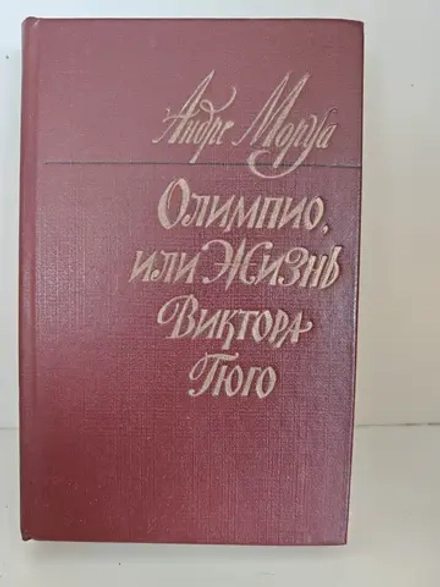 Андре Моруа
Олимпио,
или Жизнь
Виктора
Гюго